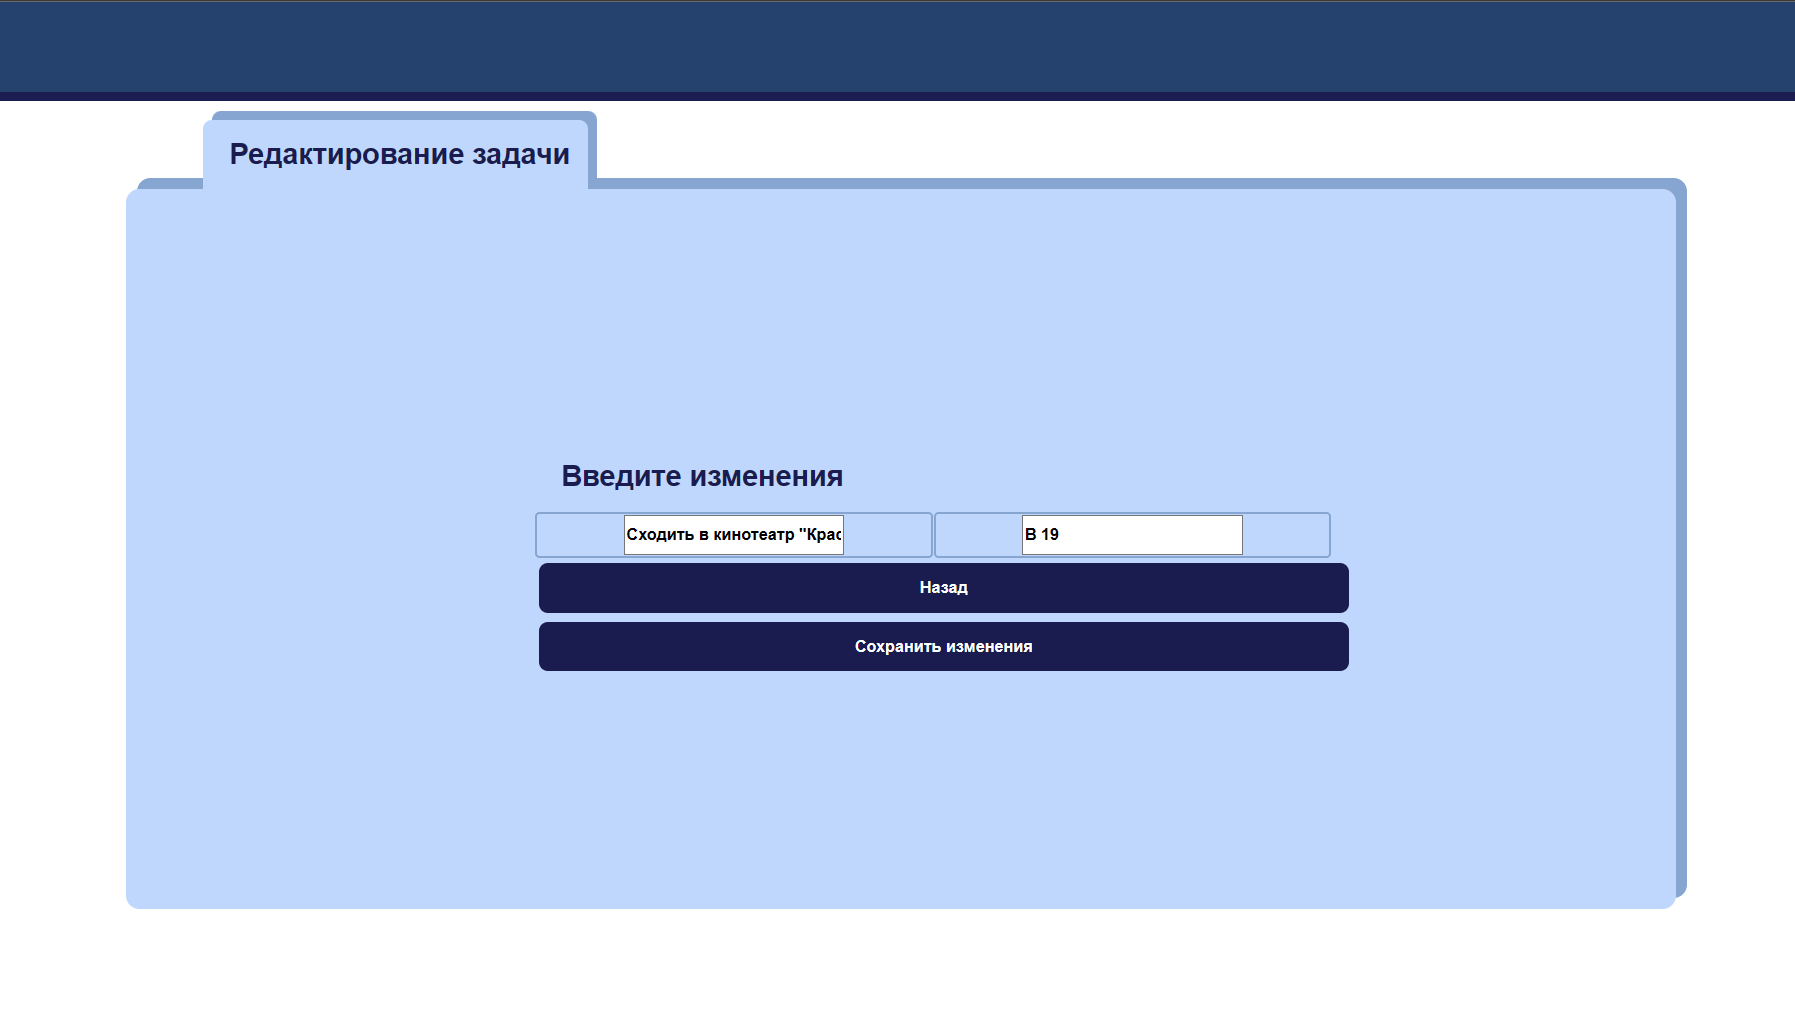 Редактирование задачи
Введите изменения
Сходить в кинотеатр "Крас
В 19
Назад
Сохранить изменения